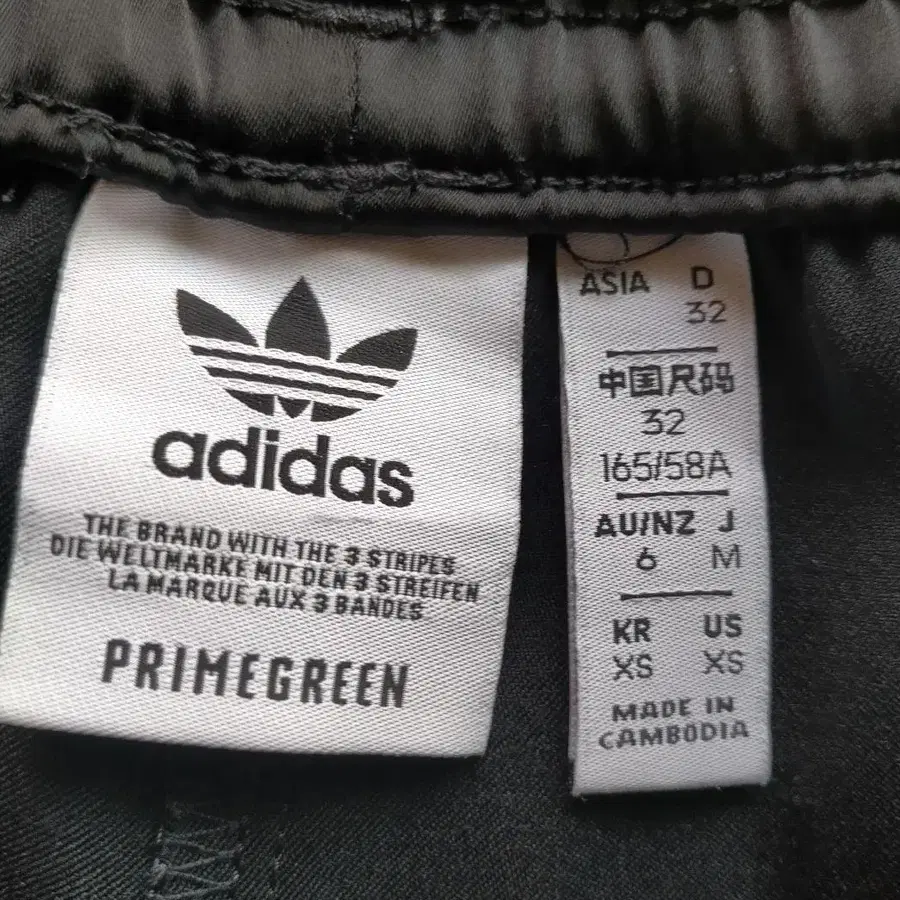 adidas
THE BRAND WITH THE 3 STRIPES
DIE WELTMARKE MIT DEN 3 STREIFEN
LA MARQUE AUX 3 BANDES
PRIMEGREEN
ASIA D
32
中国尺码
32
165/58A
AU/NZ J
6 M
KR US
XS XS
MADE IN
CAMBODIA